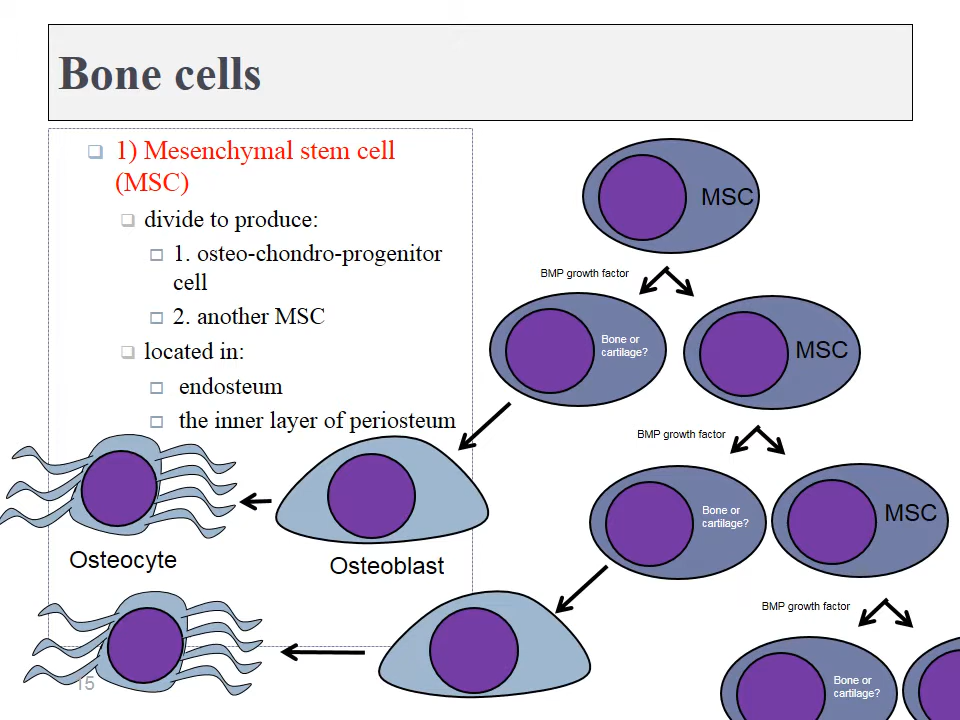 Bone cells
1) Mesenchymal stem cell
(MSC)
divide to produce:
1. osteo-chondro-progenitor
cell
2. another MSC
located in:
endosteum
the inner layer of periosteum
MSC
BMP growth factor
Bone or
cartilage?
MSC
BMP growth factor
Bone or
cartilage?
MSC
BMP growth factor
Bone or
cartilage?
Osteocyte
Osteoblast
15